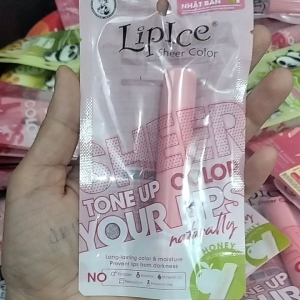 NHẬT BẢN
LipIce®
Sheer Color
SHEER
COLOR
TONE UP
YOUR LIPS
naturally
Long-lasting color & moisture
Prevent lips from darkness
HONEY
NO